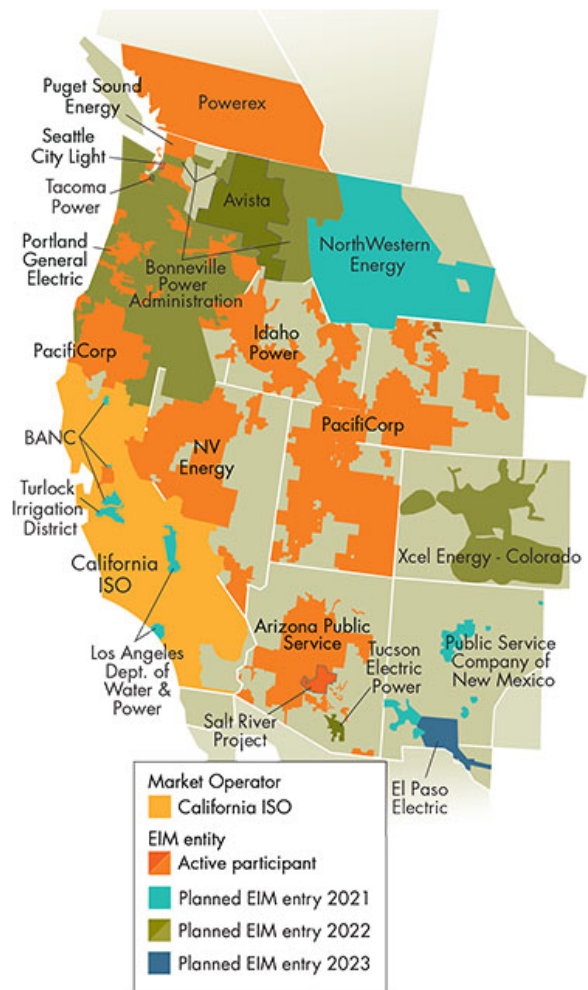 Puget Sound
Energy
Powerex
Seattle
City Light
Tacoma
Power
Avista
NorthWestern
Energy
Portland
General
Electric
Bonneville
Power
Administration
PacifiCorp
Idaho
Power
PacifiCorp
NV
Energy
BANC
Turlock
Irrigation
District
Xcel Energy - Colorado
California
ISO
Arizona Public
Service
Tucson
Electric
Power
Public Service
Company of
New Mexico
Los Angeles
Dept. of
Water &
Power
Salt River
Project
El Paso
Electric
Market Operator
California ISO
EIM entity
Active participant
Planned EIM entry 2021
Planned EIM entry 2022
Planned EIM entry 2023